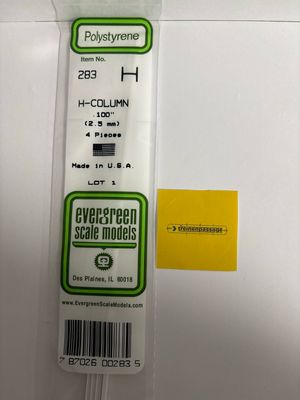 Polystyrene
Item No.
283 H
H-COLUMN
.100"
(2.5 mm)
4 Pieces
Made in U.S.A.
LOT 1
evergreen
scale models
Des Plaines, IL 60018
www.EvergreenScaleModels.com
7 87026 00283 5
treinenpassage